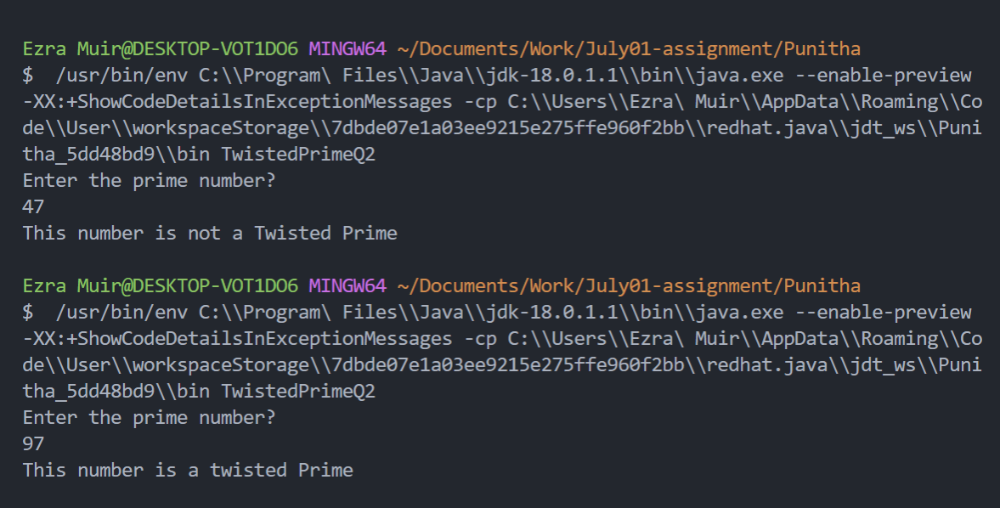 Ezra Muir@DESKTOP-VOT1DO6 MINGW64 ~/Documents/Work/July01-assignment/Punitha
$  /usr/bin/env C:\\Program\ Files\\Java\\jdk-18.0.1.1\\bin\\java.exe --enable-preview
-XX:+ShowCodeDetailsInExceptionMessages -cp C:\\Users\\Ezra\ Muir\\AppData\\Roaming\\Co
de\\User\\workspaceStorage\\7dbde07e1a03ee9215e275ffe960f2bb\\redhat.java\\jdt_ws\\Puni
tha_5dd48bd9\\bin TwistedPrimeQ2
Enter the prime number?
47
This number is not a Twisted Prime
Ezra Muir@DESKTOP-VOT1DO6 MINGW64 ~/Documents/Work/July01-assignment/Punitha
$  /usr/bin/env C:\\Program\ Files\\Java\\jdk-18.0.1.1\\bin\\java.exe --enable-preview
-XX:+ShowCodeDetailsInExceptionMessages -cp C:\\Users\\Ezra\ Muir\\AppData\\Roaming\\Co
de\\User\\workspaceStorage\\7dbde07e1a03ee9215e275ffe960f2bb\\redhat.java\\jdt_ws\\Puni
tha_5dd48bd9\\bin TwistedPrimeQ2
Enter the prime number?
97
This number is a twisted Prime